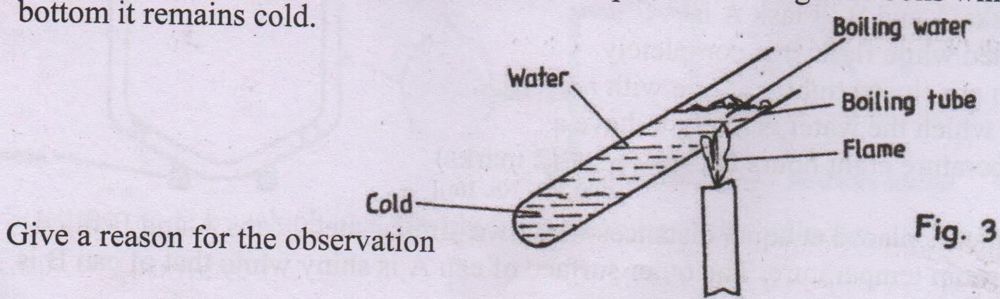 bottom it remains cold.
Boiling water
Water
Boiling tube
Flame
Cold
Fig. 3
Give a reason for the observation